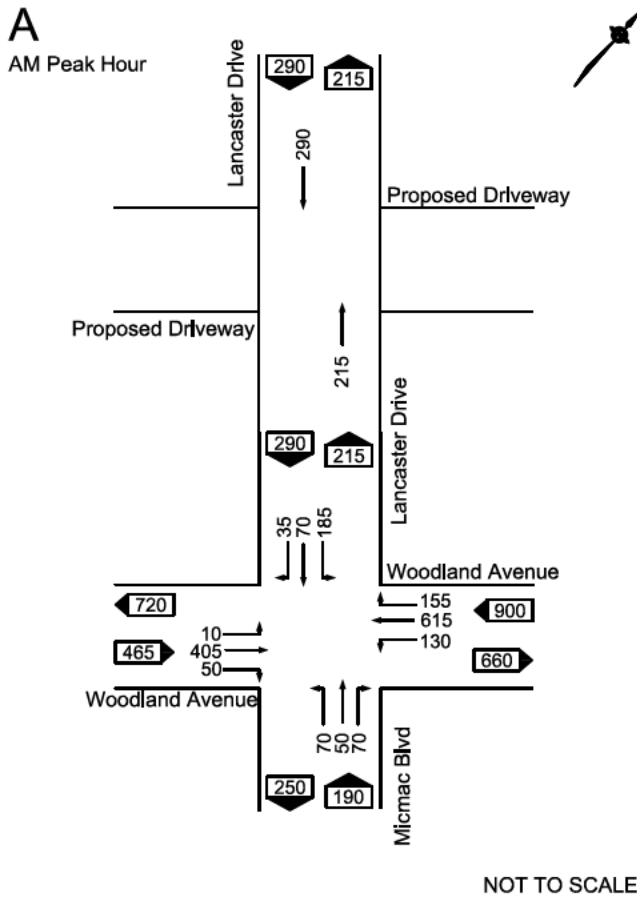 A
AM Peak Hour
Lancaster Drive
290
215
290
Proposed Driveway
Proposed Driveway
215
Lancaster Drive
290
215
35
70
185
Woodland Avenue
720
155
900
10
615
465
405
130
660
50
Woodland Avenue
70
50
70
Micmac Blvd
250
190
NOT TO SCALE